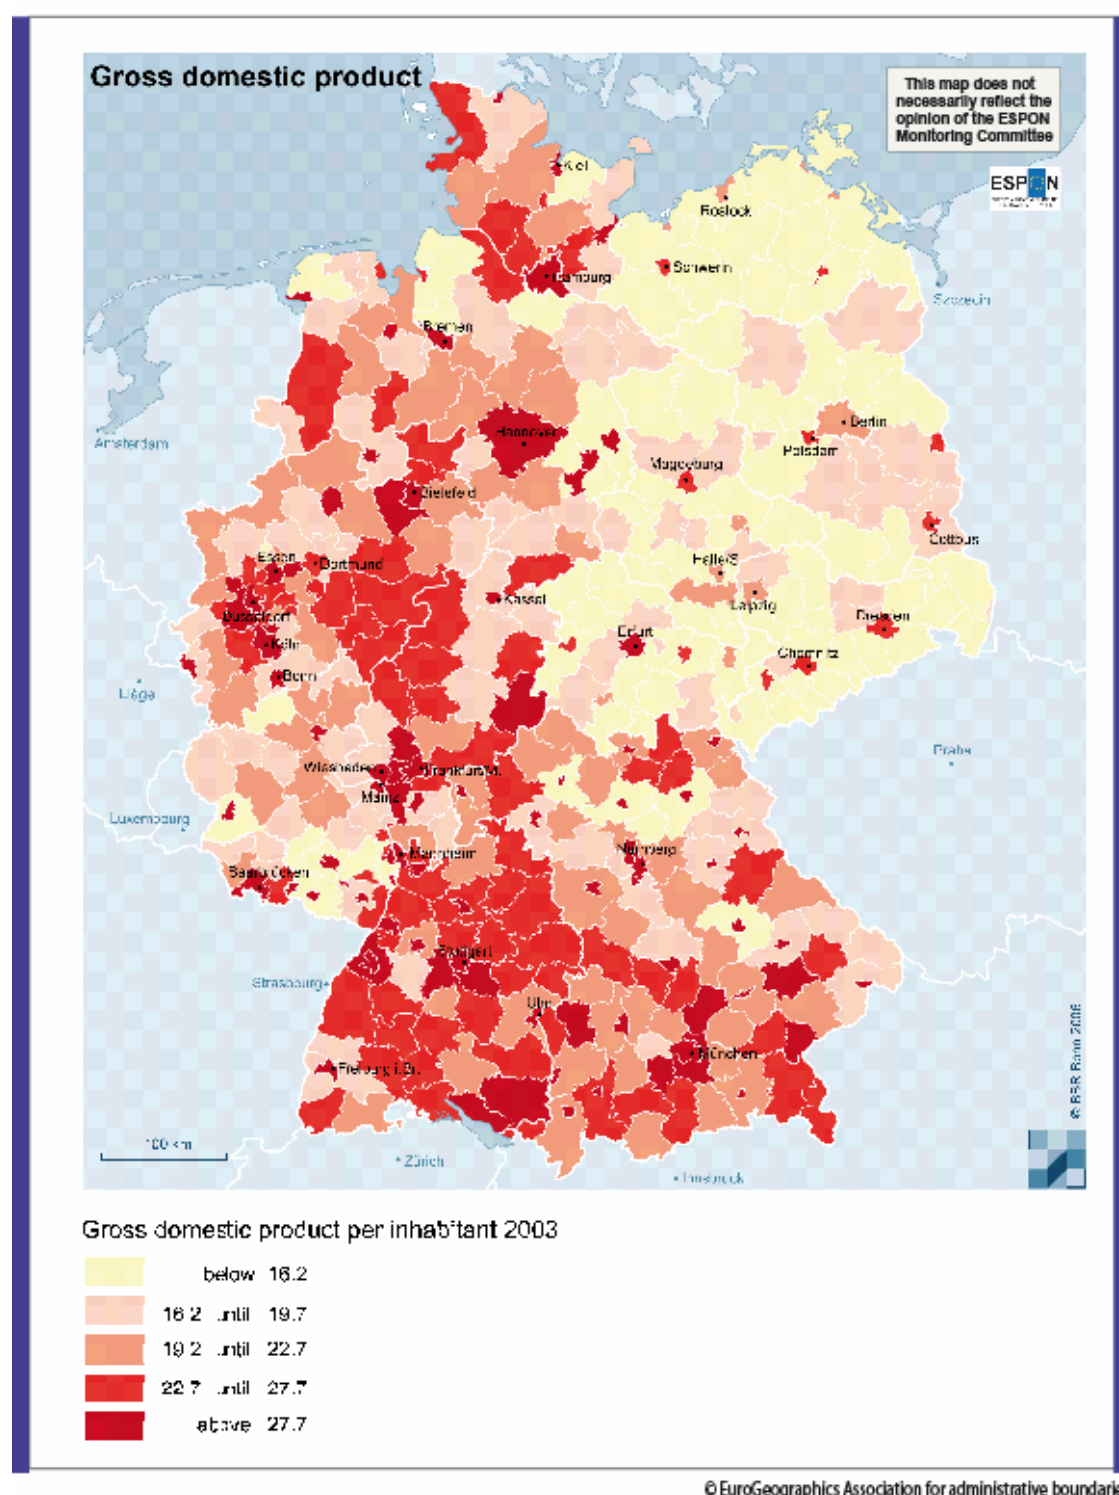 Gross domestic product
This map does not
necessarily reflect the
opinion of the ESPON
Monitoring Committee
ESPON
Kiel
Rostock
Hamburg
Schwerin
Szczecin
Bremen
Berlin
Amsterdam
Hannover
Potsdam
Magdeburg
Bielefeld
Cottbus
Essen
Dortmund
Halle/S
Leipzig
Kassel
Düsseldorf
Dresden
Erfurt
Köln
Chemnitz
Bonn
Liège
Praha
Wiesbaden
Frankfurt/M.
Mainz
Luxembourg
Mannheim
Nürnberg
Saarbrücken
Stuttgart
Strasbourg
Ulm
München
Freiburg i. Br.
© BBR Bonn 2006
100 km
Zürich
Innsbruck
Gross domestic product per inhabitant 2003
below 16.2
16.2 until 19.7
19.2 until 22.7
22.7 until 27.7
above 27.7
© EuroGeographics Association for administrative boundari